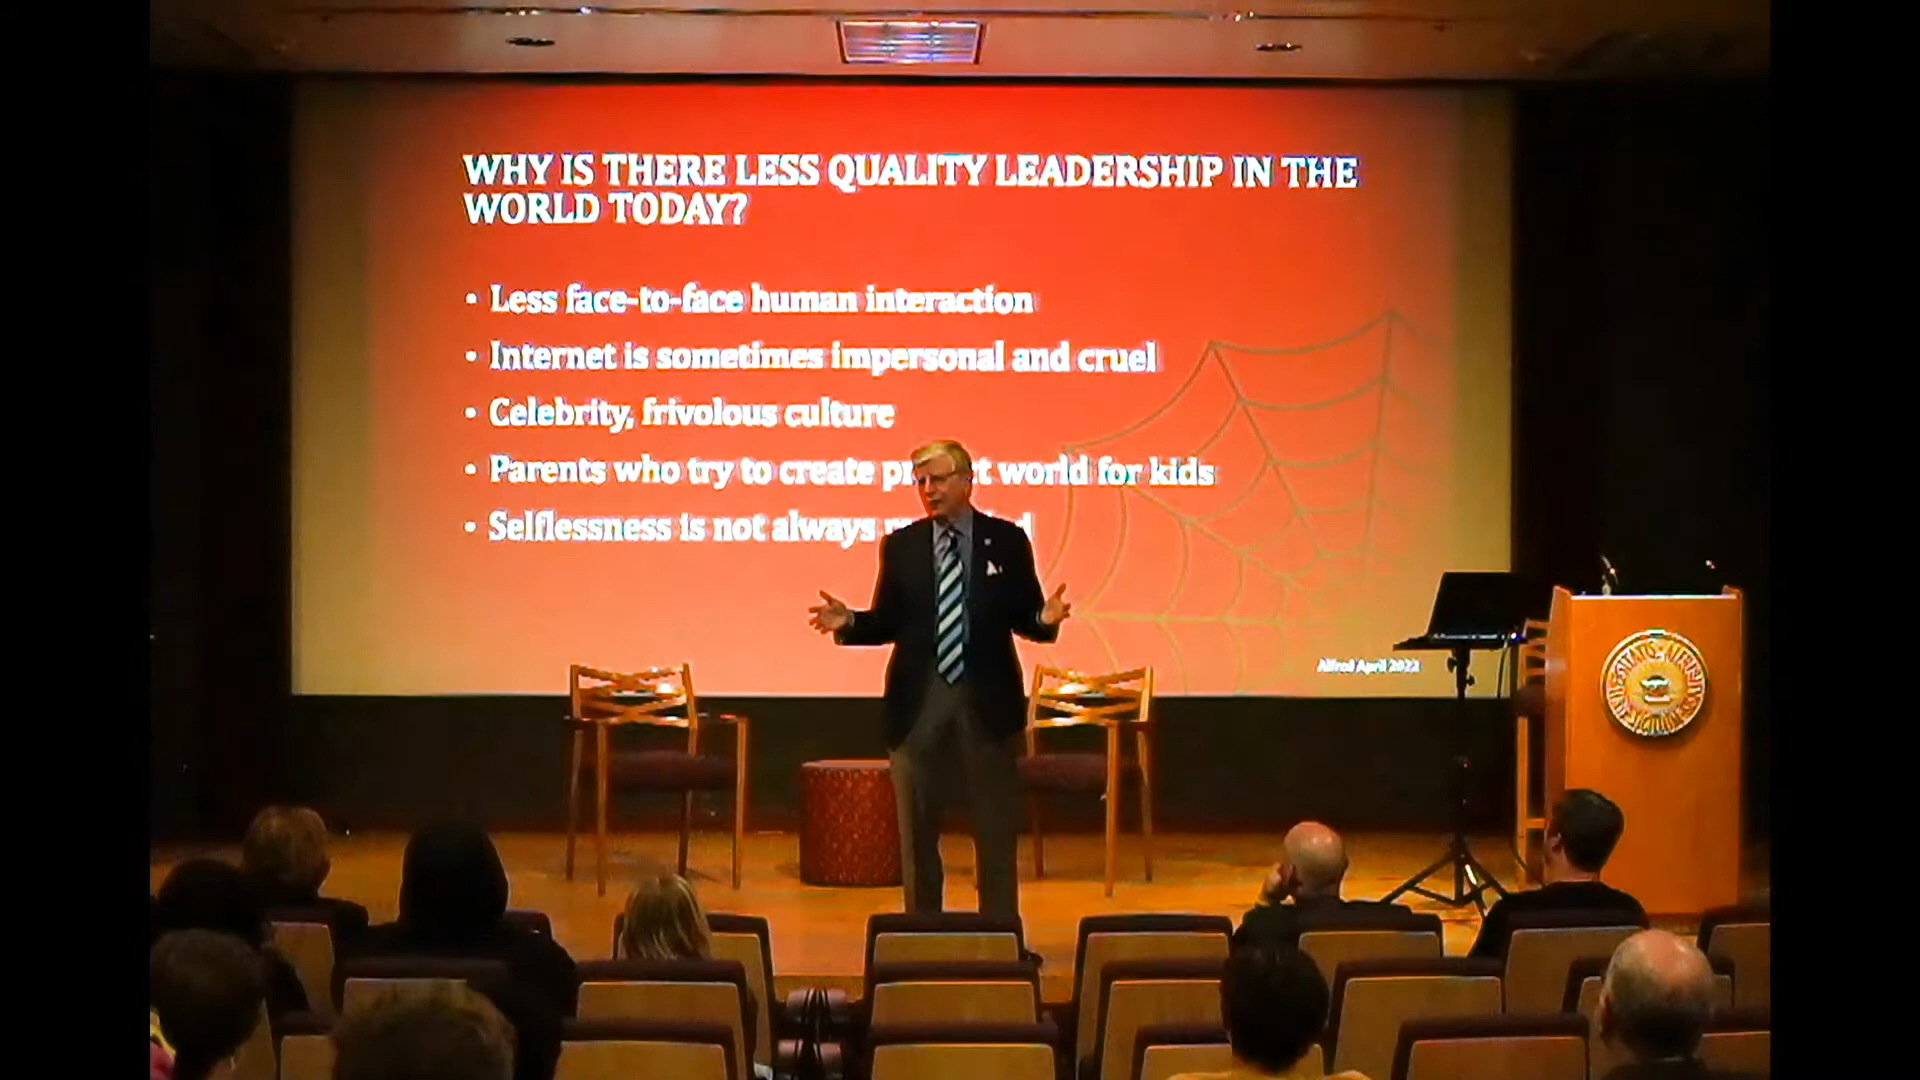 WHY IS THERE LESS QUALITY LEADERSHIP IN THE
WORLD TODAY?
• Less face-to-face human interaction
• Internet is sometimes impersonal and cruel
• Celebrity, frivolous culture
• Parents who try to create world for kids
• Selflessness is not always
Alfred April 2022